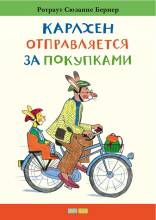 Ротраут Сюзанне Бернер
КАРЛХЕН
ОТПРАВЛЯЕТСЯ
ЗА ПОКУПКАМИ